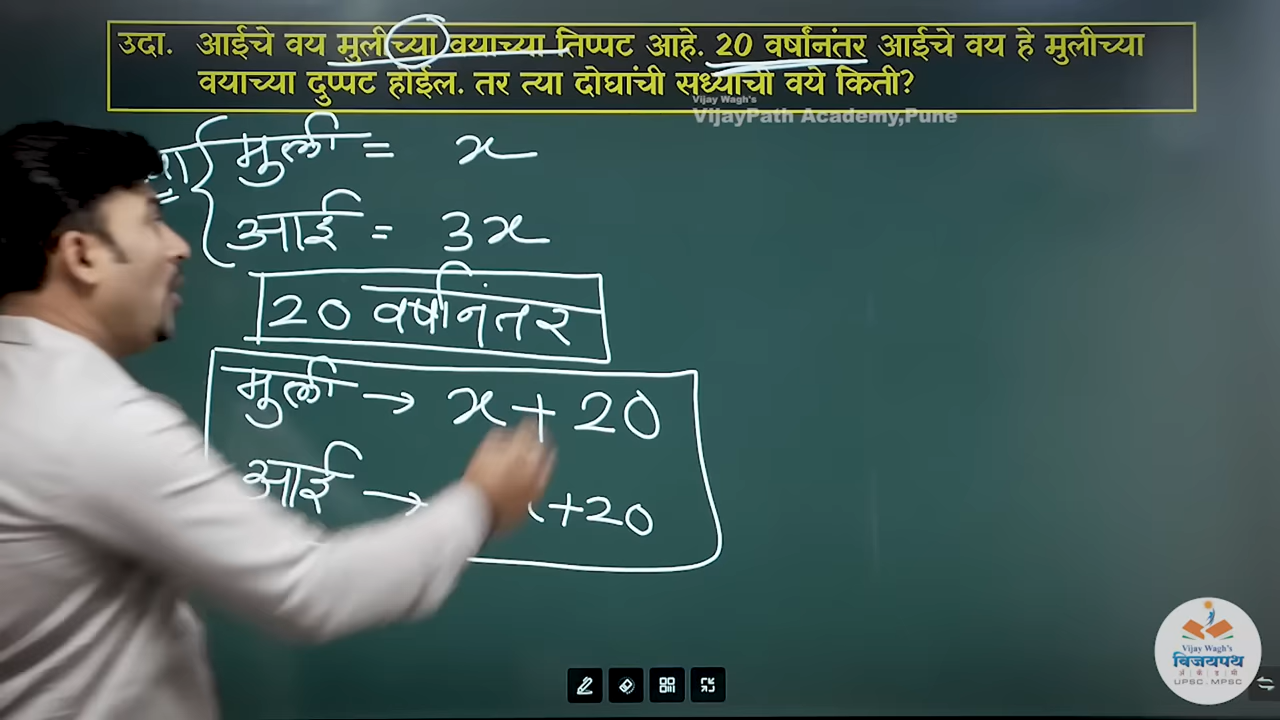 उदा. आईचे वय मुलीच्या वयाच्या तिप्पट आहे. 20 वर्षांनंतर आईचे वय हे मुलीच्या
वयाच्या दुप्पट होईल. तर त्या दोघांची सध्याची वये किती?
Vijay Wagh's
VijayPath Academy,Pune
मुली = x
आई = 3x
20 वर्षानंतर
मुली → x + 20
आई → +20
Vijay Wagh's
विजयपथ
UPSC - MPSC